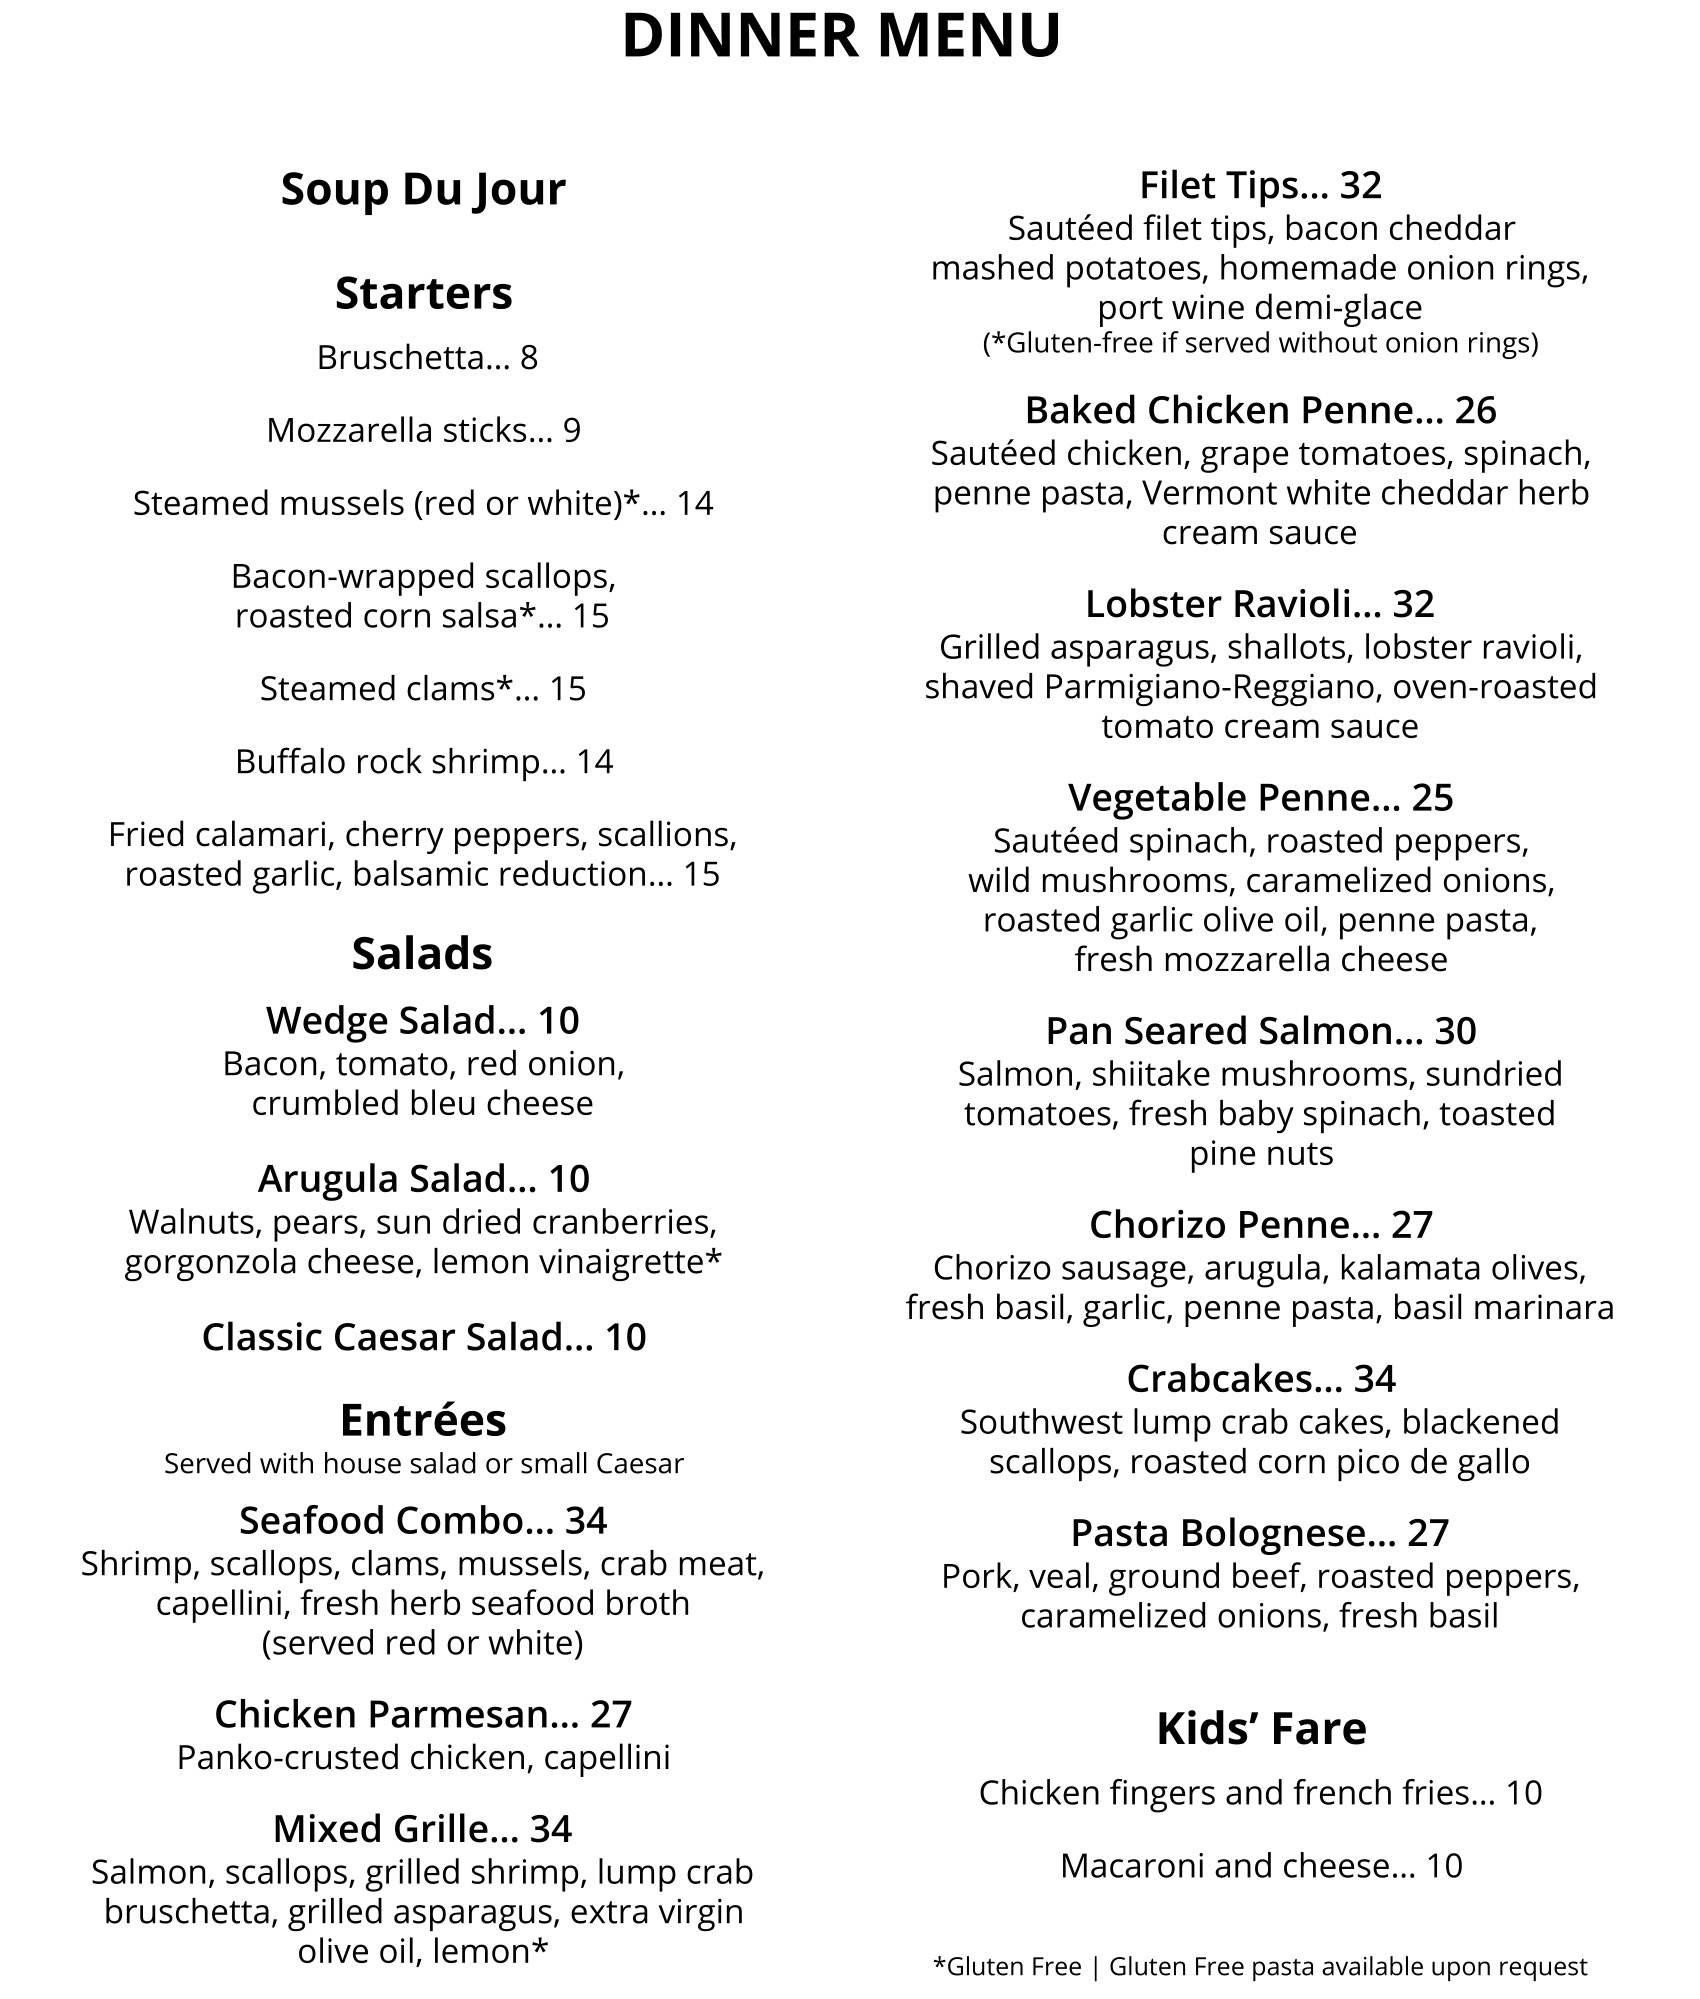 DINNER MENU
Soup Du Jour
Starters
Bruschetta... 8
Mozzarella sticks... 9
Steamed mussels (red or white)*... 14
Bacon-wrapped scallops,
roasted corn salsa*... 15
Steamed clams*... 15
Buffalo rock shrimp... 14
Fried calamari, cherry peppers, scallions,
roasted garlic, balsamic reduction... 15
Salads
Wedge Salad... 10
Bacon, tomato, red onion,
crumbled bleu cheese
Arugula Salad... 10
Walnuts, pears, sun dried cranberries,
gorgonzola cheese, lemon vinaigrette*
Classic Caesar Salad... 10
Entrées
Served with house salad or small Caesar
Seafood Combo... 34
Shrimp, scallops, clams, mussels, crab meat,
capellini, fresh herb seafood broth
(served red or white)
Chicken Parmesan... 27
Panko-crusted chicken, capellini
Mixed Grille... 34
Salmon, scallops, grilled shrimp, lump crab
bruschetta, grilled asparagus, extra virgin
olive oil, lemon*
Filet Tips... 32
Sautéed filet tips, bacon cheddar
mashed potatoes, homemade onion rings,
port wine demi-glace
(*Gluten-free if served without onion rings)
Baked Chicken Penne... 26
Sautéed chicken, grape tomatoes, spinach,
penne pasta, Vermont white cheddar herb
cream sauce
Lobster Ravioli... 32
Grilled asparagus, shallots, lobster ravioli,
shaved Parmigiano-Reggiano, oven-roasted
tomato cream sauce
Vegetable Penne... 25
Sautéed spinach, roasted peppers,
wild mushrooms, caramelized onions,
roasted garlic olive oil, penne pasta,
fresh mozzarella cheese
Pan Seared Salmon... 30
Salmon, shiitake mushrooms, sundried
tomatoes, fresh baby spinach, toasted
pine nuts
Chorizo Penne... 27
Chorizo sausage, arugula, kalamata olives,
fresh basil, garlic, penne pasta, basil marinara
Crabcakes... 34
Southwest lump crab cakes, blackened
scallops, roasted corn pico de gallo
Pasta Bolognese... 27
Pork, veal, ground beef, roasted peppers,
caramelized onions, fresh basil
Kids’ Fare
Chicken fingers and french fries... 10
Macaroni and cheese... 10
*Gluten Free | Gluten Free pasta available upon request